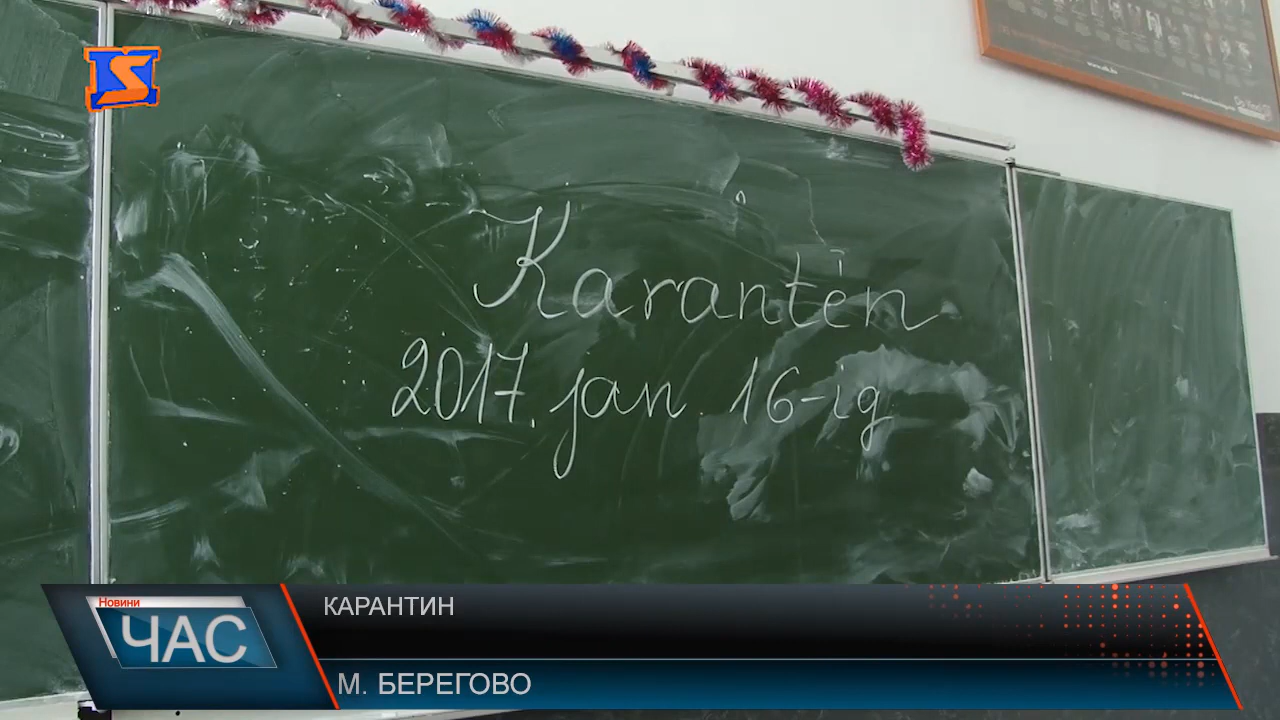 Karantén
2017. jan 16-ig
Новини
ЧАС
КАРАНТИН
М. БЕРЕГОВО